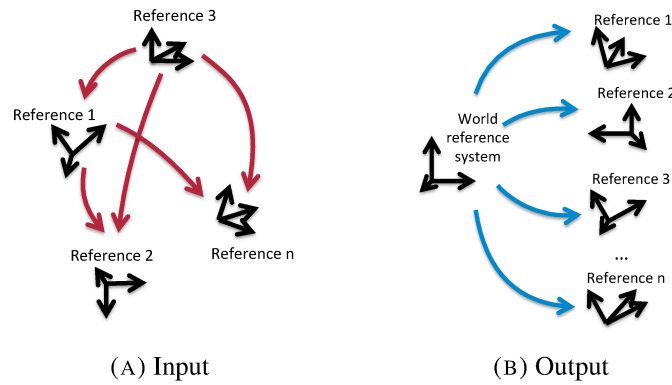 Reference 3
Reference 1
Reference n
Reference 2
(A) Input
Reference 1
Reference 2
World
reference
system
Reference 3
...
Reference n
(B) Output